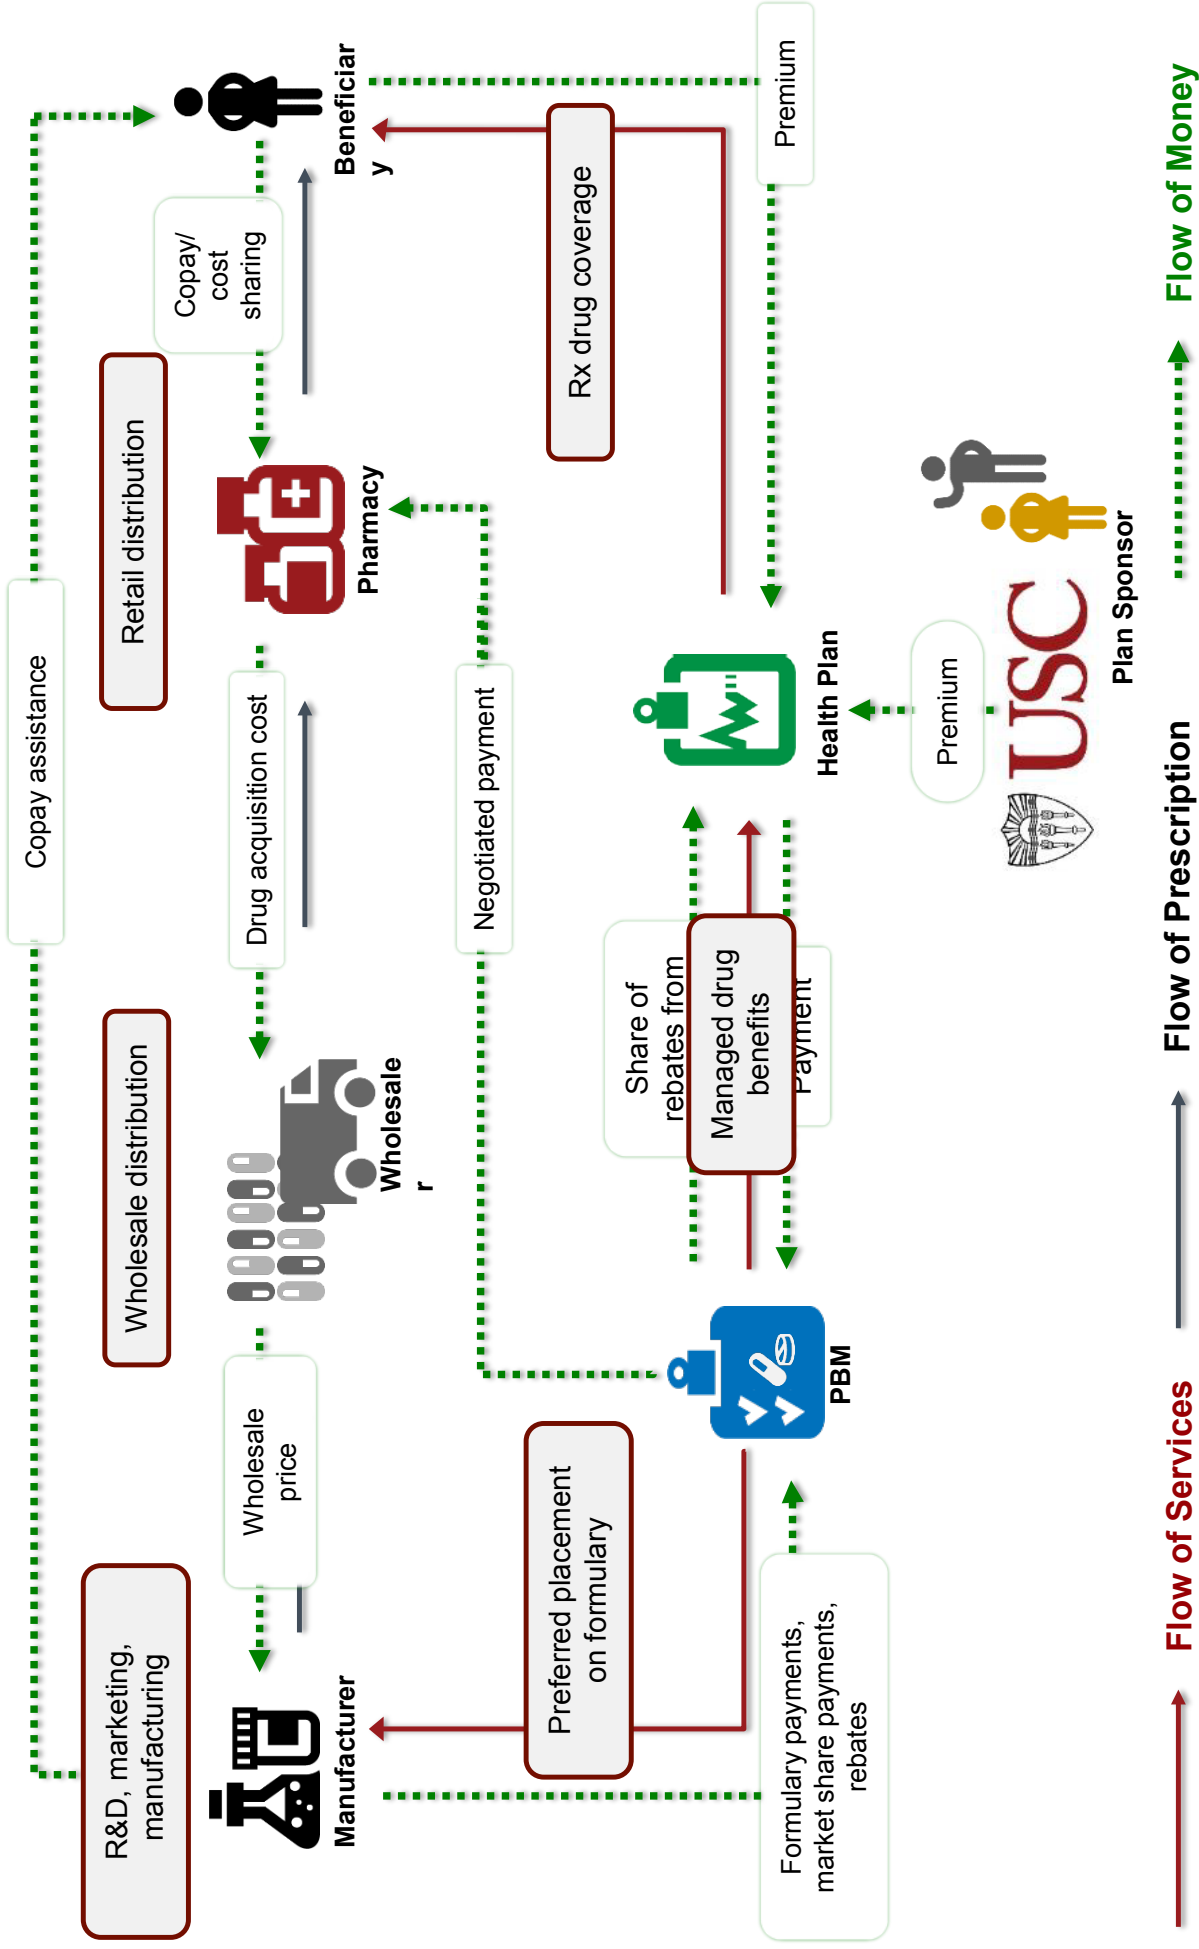 Copay assistance
R&D, marketing,
manufacturing
Wholesale distribution
Retail distribution
Wholesale
price
Drug acquisition cost
Copay/
cost
sharing
Manufacturer
Wholesale
r
Pharmacy
Beneficiar
y
Negotiated payment
Preferred placement
on formulary
Rx drug coverage
Share of
rebates from
Managed drug
benefits
Payment
PBM
Health Plan
Premium
Formulary payments,
market share payments,
rebates
Premium
USC
Plan Sponsor
Flow of Services
Flow of Prescription
Flow of Money